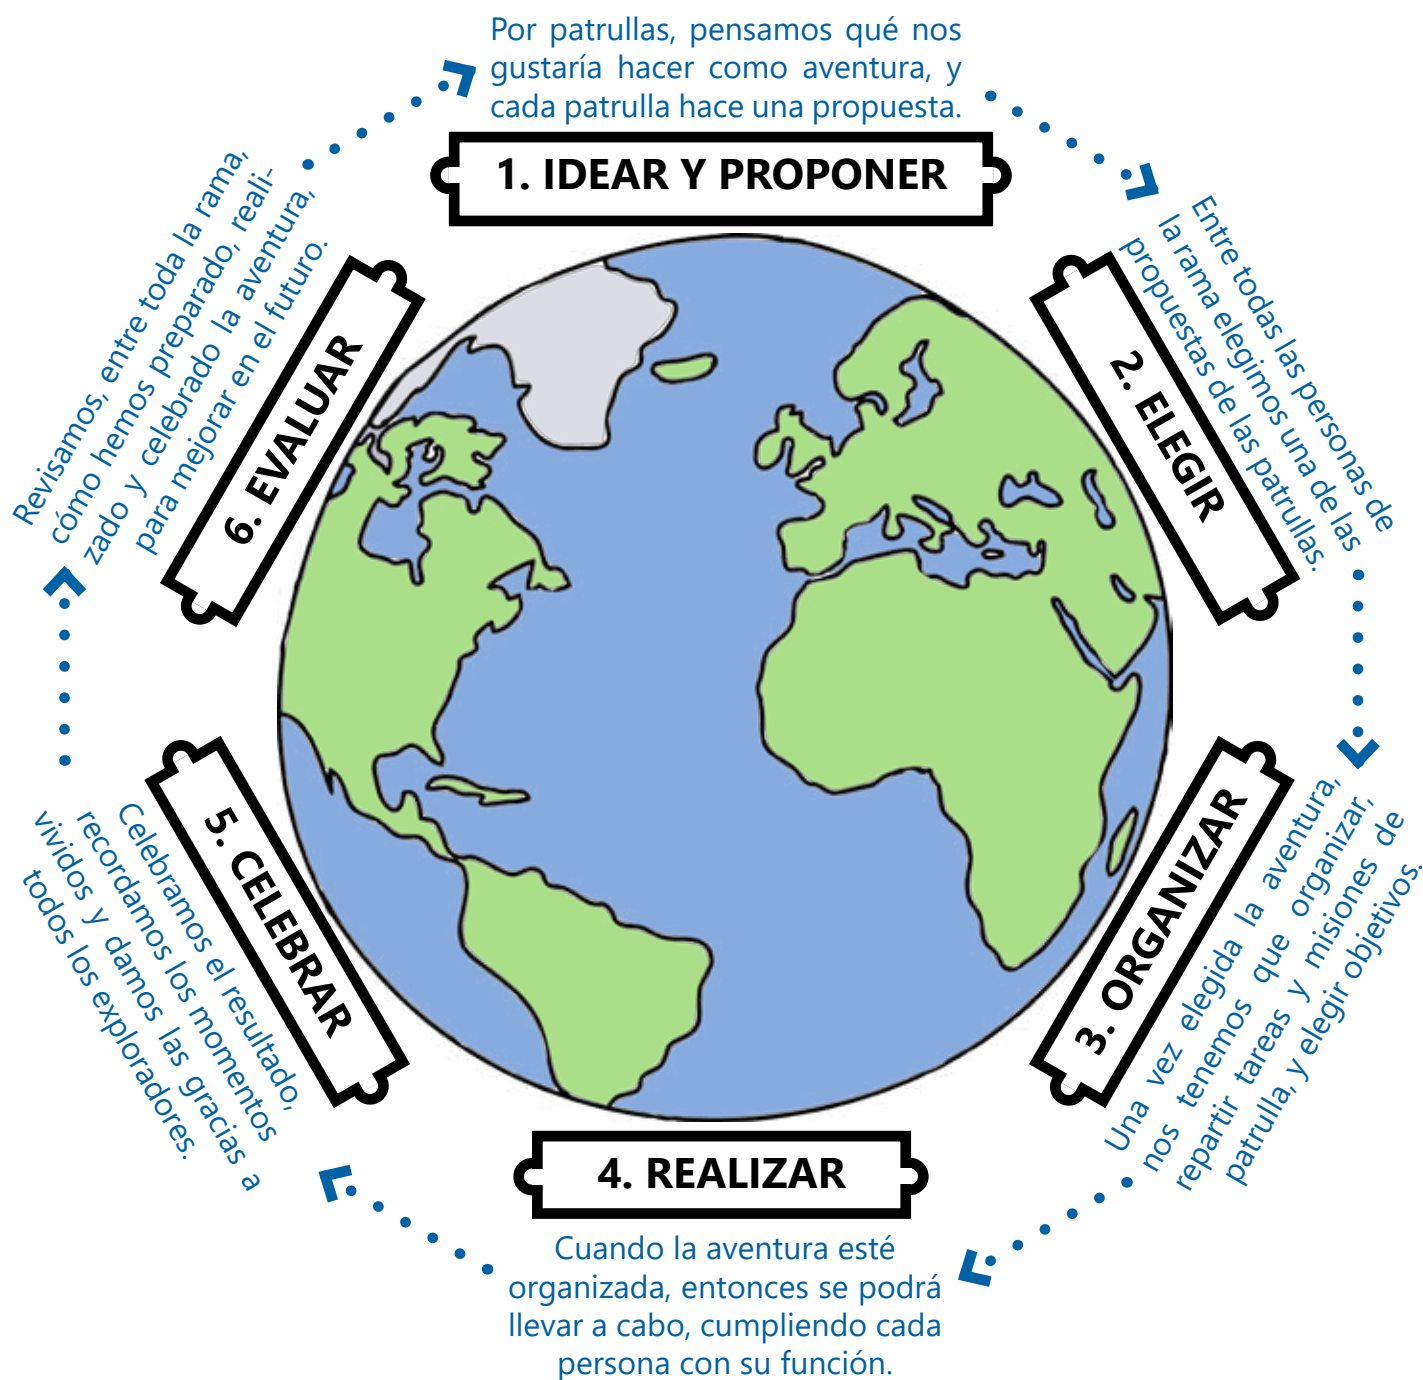 Por patrullas, pensamos qué nos
gustaría hacer como aventura, y
cada patrulla hace una propuesta.
1. IDEAR Y PROPONER
Entre todas las personas de
la rama elegimos una de las
propuestas de las patrullas.
2. ELEGIR
3. ORGANIZAR
Una vez elegida la aventura,
nos tenemos que organizar,
repartir tareas y misiones de
patrulla, y elegir objetivos.
4. REALIZAR
Cuando la aventura esté
organizada, entonces se podrá
llevar a cabo, cumpliendo cada
persona con su función.
5. CELEBRAR
Celebramos el resultado,
recordamos los momentos
vividos y damos las gracias a
todos los exploradores.
Revisamos, entre toda la rama,
cómo hemos preparado, reali-
zado y celebrado la aventura,
para mejorar en el futuro.
6. EVALUAR